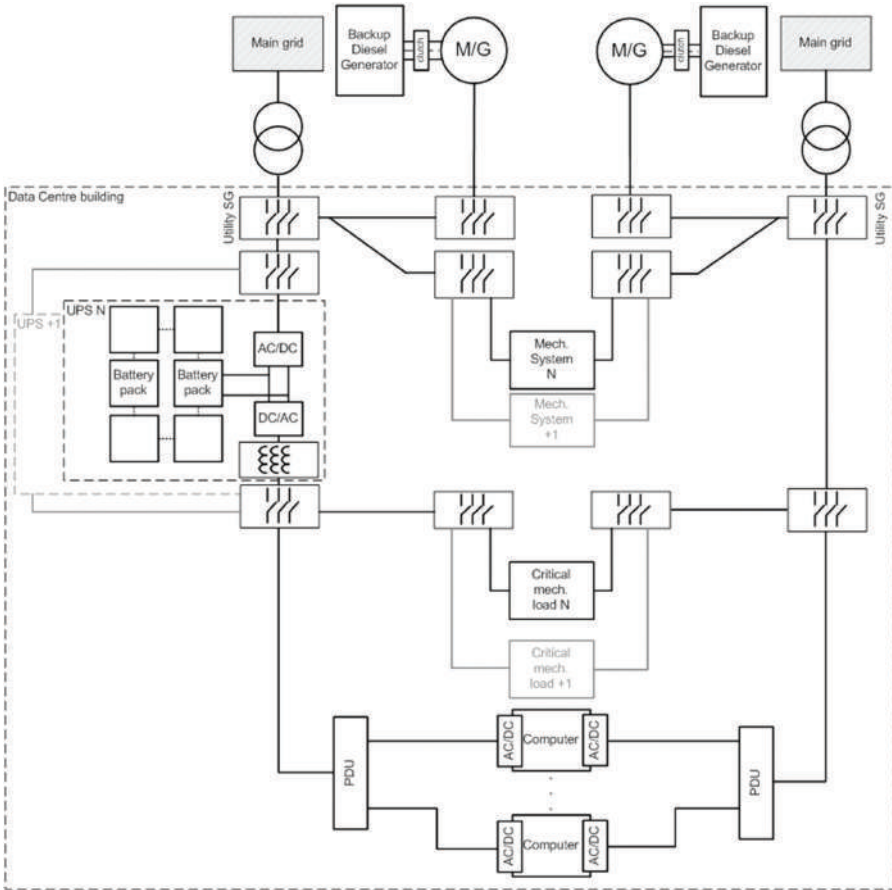 Main grid
Backup
Diesel
Generator
clutch
M/G
M/G
clutch
Backup
Diesel
Generator
Main grid
Data Centre building
Utility SG
Utility SG
UPS +1
UPS N
Battery
pack
Battery
pack
AC/DC
DC/AC
Mech.
System
N
Mech.
System
+1
Critical
mech.
load N
Critical
mech.
load +1
PDU
AC/DC
Computer
AC/DC
AC/DC
Computer
AC/DC
PDU